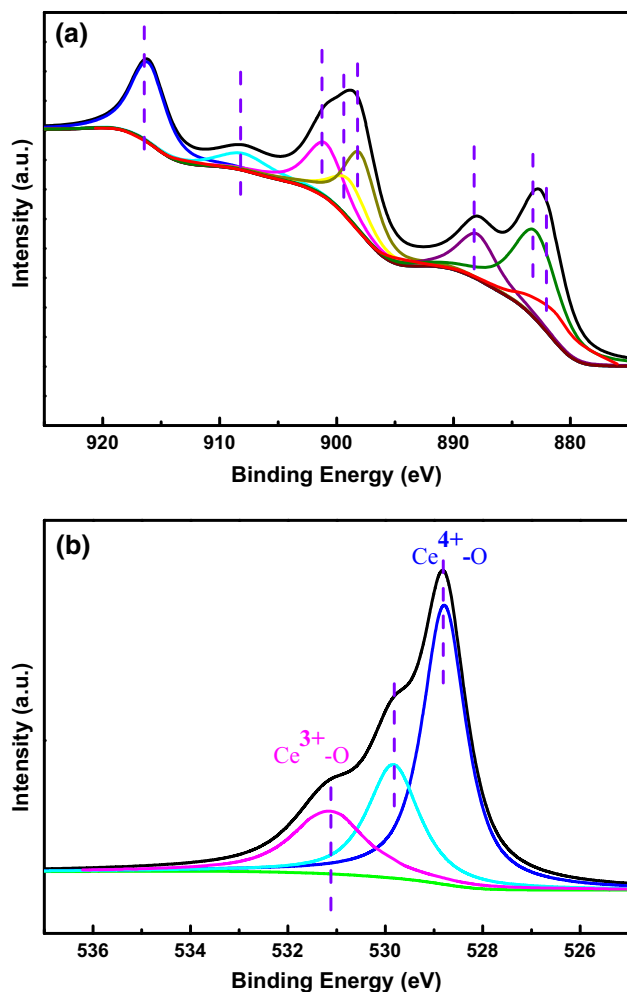 (a)
Intensity (a.u.)
920 910 900 890 880
Binding Energy (eV)
(b)
Ce4+-O
Ce3+-O
Intensity (a.u.)
536 534 532 530 528 526
Binding Energy (eV)